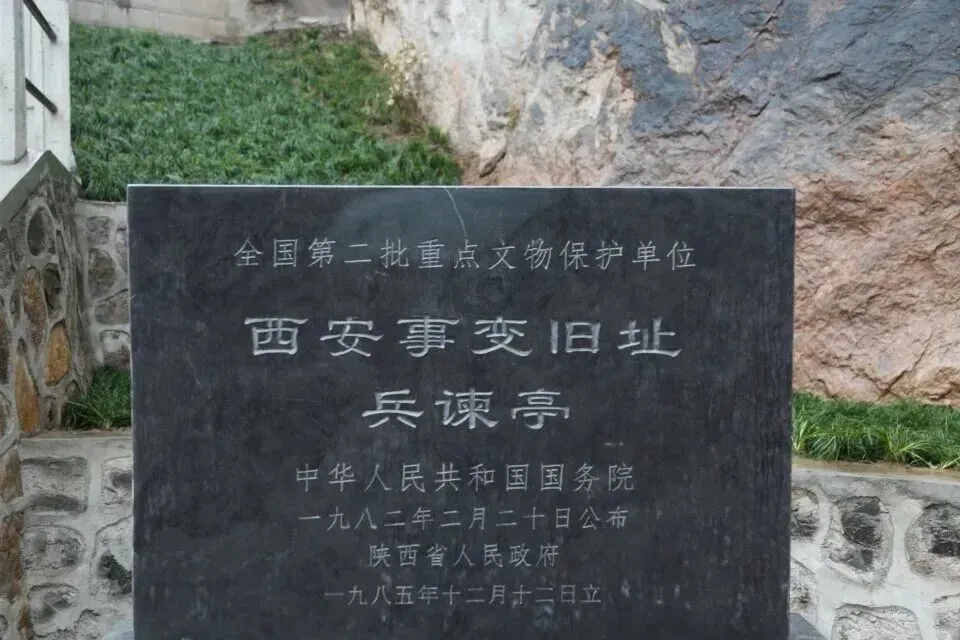 全国第二批重点文物保护单位
西安事变旧址
兵谏亭
中华人民共和国国务院
一九八二年二月二十日公布
陕西省人民政府
一九八五年十二月十二日立